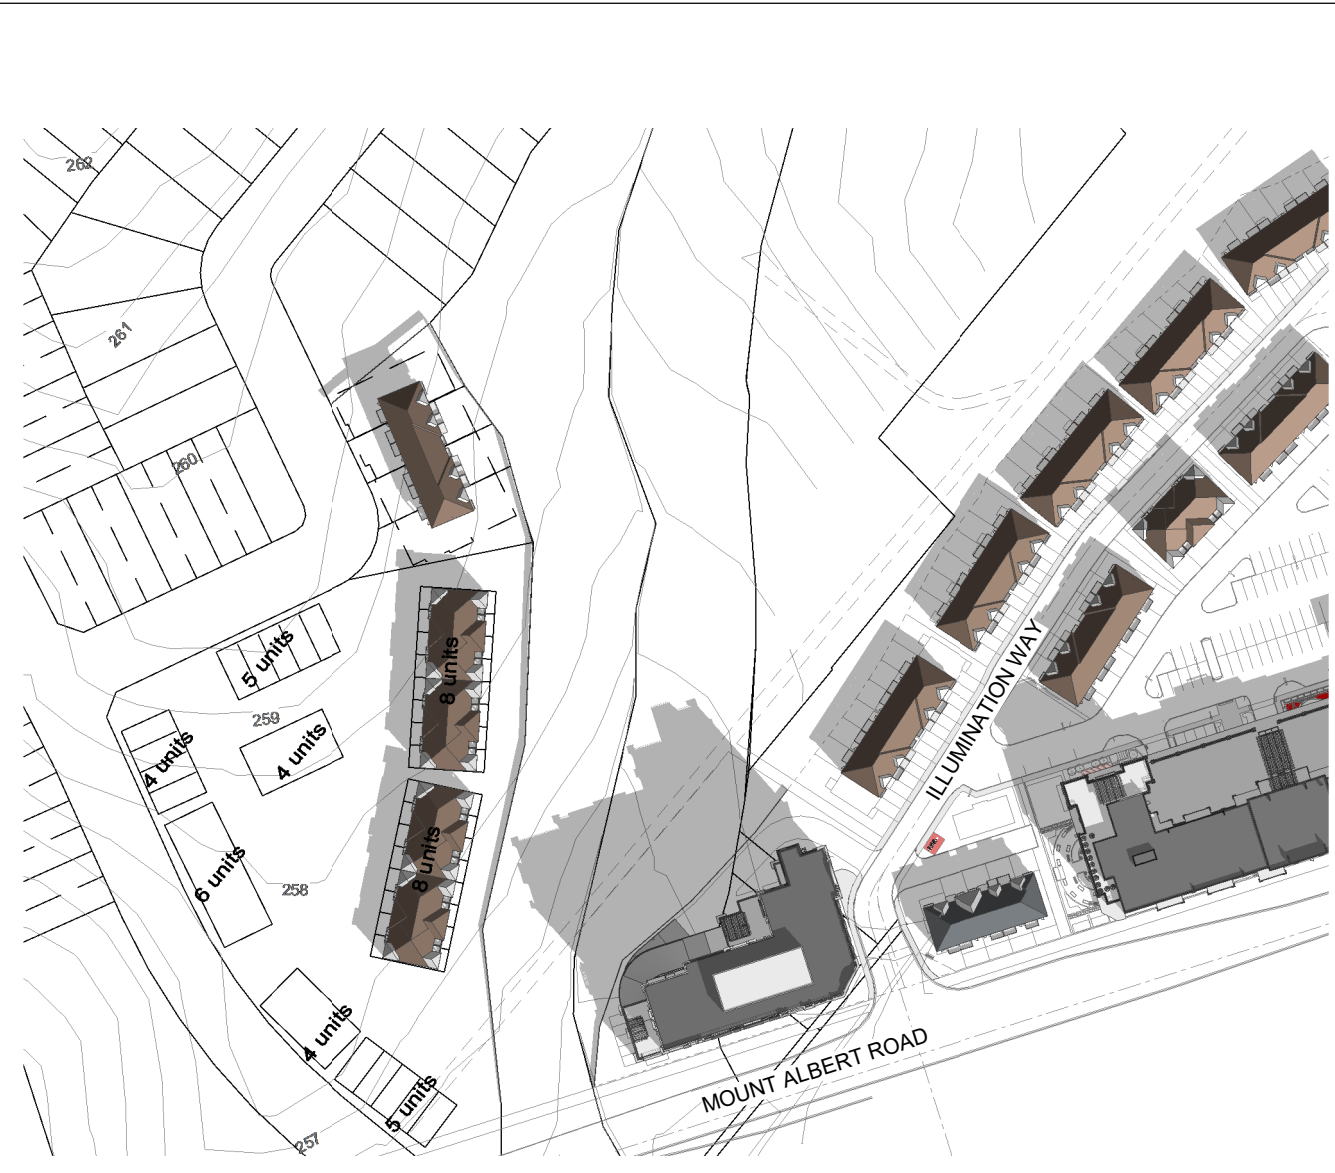 262
261
260
5 units
8 units
259
4 units
4 units
ILLUMINATION WAY
6 units
8 units
258
4 units
MOUNT ALBERT ROAD
5 units
257